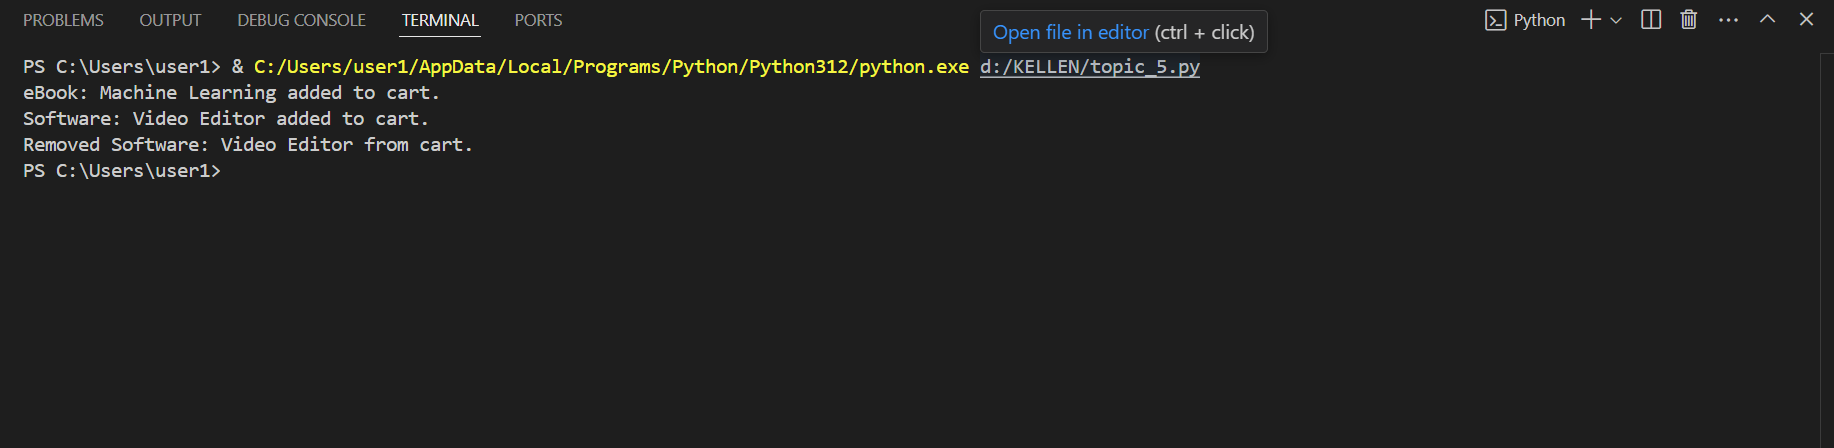 PROBLEMS OUTPUT DEBUG CONSOLE TERMINAL PORTS
Open file in editor (ctrl + click)
Python
PS C:\Users\user1> & C:/Users/user1/AppData/Local/Programs/Python/Python312/python.exe d:/KELLEN/topic_5.py
eBook: Machine Learning added to cart.
Software: Video Editor added to cart.
Removed Software: Video Editor from cart.
PS C:\Users\user1>